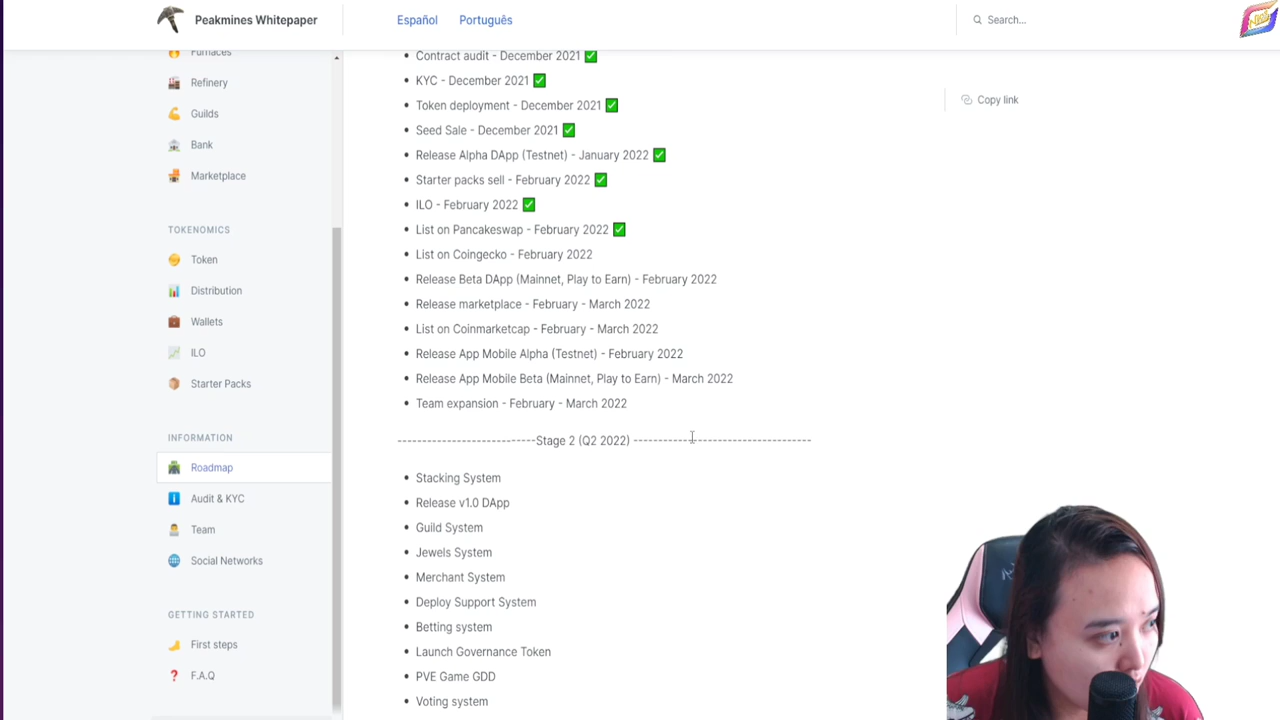 Peakmines Whitepaper
Español
Português
Search...
Furnaces
Refinery
Guilds
Bank
Marketplace
TOKENOMICS
Token
Distribution
Wallets
ILO
Starter Packs
INFORMATION
Roadmap
Audit & KYC
Team
Social Networks
GETTING STARTED
First steps
F.A.Q
Contract audit - December 2021 ✅
KYC - December 2021 ✅
Token deployment - December 2021 ✅
Seed Sale - December 2021 ✅
Release Alpha DApp (Testnet) - January 2022 ✅
Starter packs sell - February 2022 ✅
ILO - February 2022 ✅
List on Pancakeswap - February 2022 ✅
List on Coingecko - February 2022
Release Beta DApp (Mainnet, Play to Earn) - February 2022
Release marketplace - February - March 2022
List on Coinmarketcap - February - March 2022
Release App Mobile Alpha (Testnet) - February 2022
Release App Mobile Beta (Mainnet, Play to Earn) - March 2022
Team expansion - February - March 2022
----------------------------Stage 2 (Q2 2022) ------------------------------------
Stacking System
Release v1.0 DApp
Guild System
Jewels System
Merchant System
Deploy Support System
Betting system
Launch Governance Token
PVE Game GDD
Voting system
Copy link